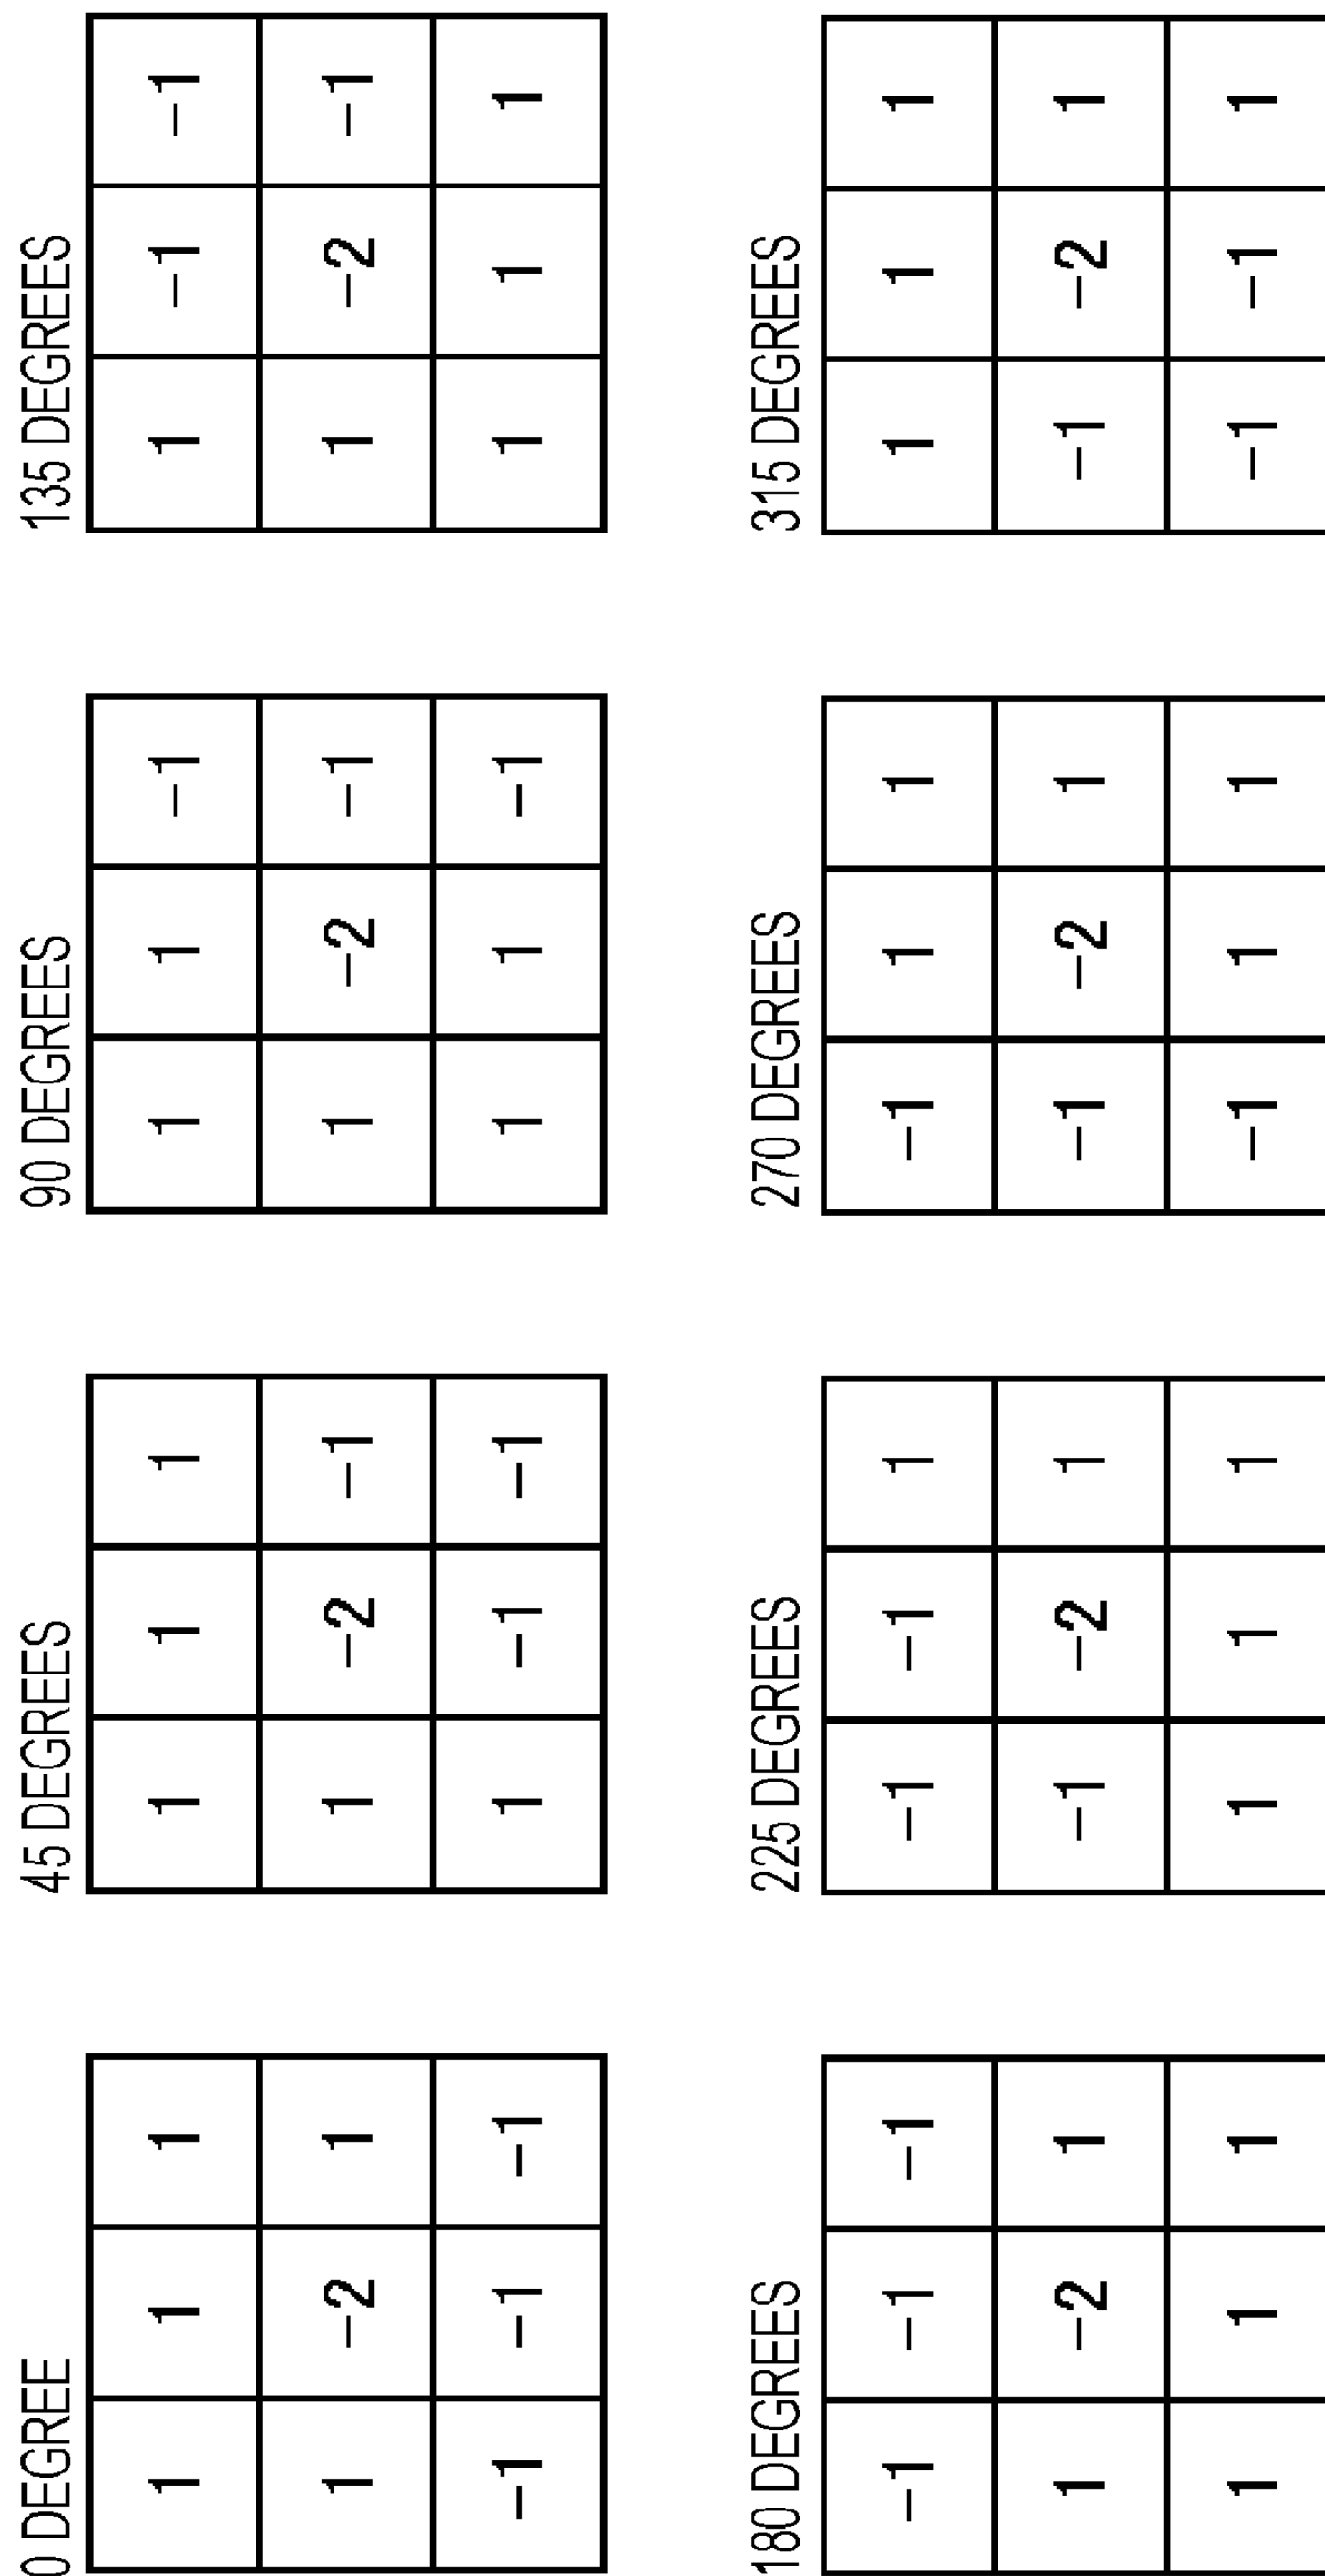 0 DEGREE
1 1 1
1 -2 1
-1 -1 -1
45 DEGREES
1 1 1
1 -2 -1
1 -1 -1
90 DEGREES
1 1 -1
1 -2 -1
1 1 -1
135 DEGREES
1 -1 -1
1 -2 -1
1 1 1
180 DEGREES
-1 -1 -1
1 -2 1
1 1 1
225 DEGREES
-1 -1 1
-1 -2 1
1 1 1
270 DEGREES
-1 1 1
-1 -2 1
-1 1 1
315 DEGREES
1 1 1
-1 -2 1
-1 -1 1